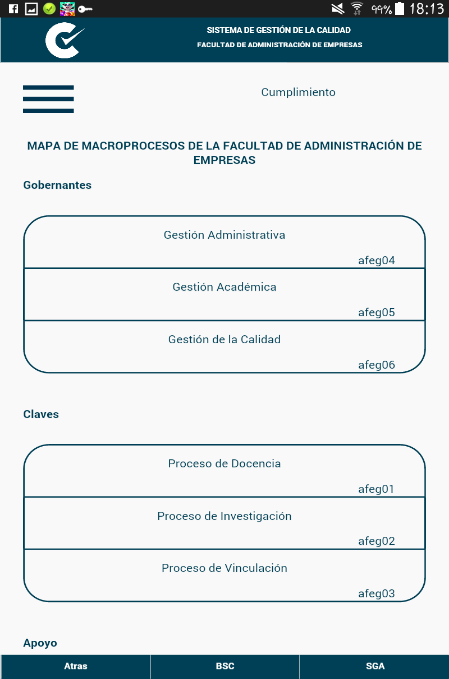 99% 18:13
SISTEMA DE GESTIÓN DE LA CALIDAD
FACULTAD DE ADMINISTRACIÓN DE EMPRESAS
Cumplimiento
MAPA DE MACROPROCESOS DE LA FACULTAD DE ADMINISTRACIÓN DE
EMPRESAS
Gobernantes
Gestión Administrativa
afeg04
Gestión Académica
afeg05
Gestión de la Calidad
afeg06
Claves
Proceso de Docencia
afeg01
Proceso de Investigación
afeg02
Proceso de Vinculación
afeg03
Apoyo
Atras BSC SGA